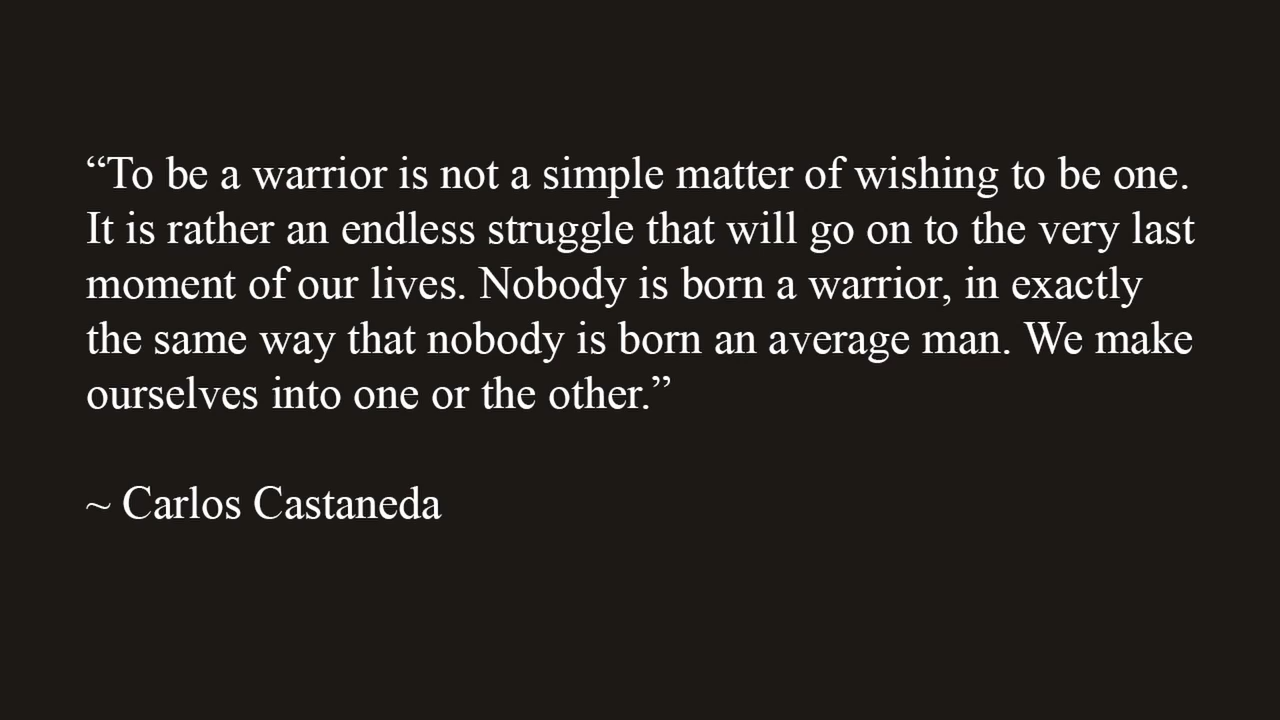 “To be a warrior is not a simple matter of wishing to be one.
It is rather an endless struggle that will go on to the very last
moment of our lives. Nobody is born a warrior, in exactly
the same way that nobody is born an average man. We make
ourselves into one or the other.”
~ Carlos Castaneda